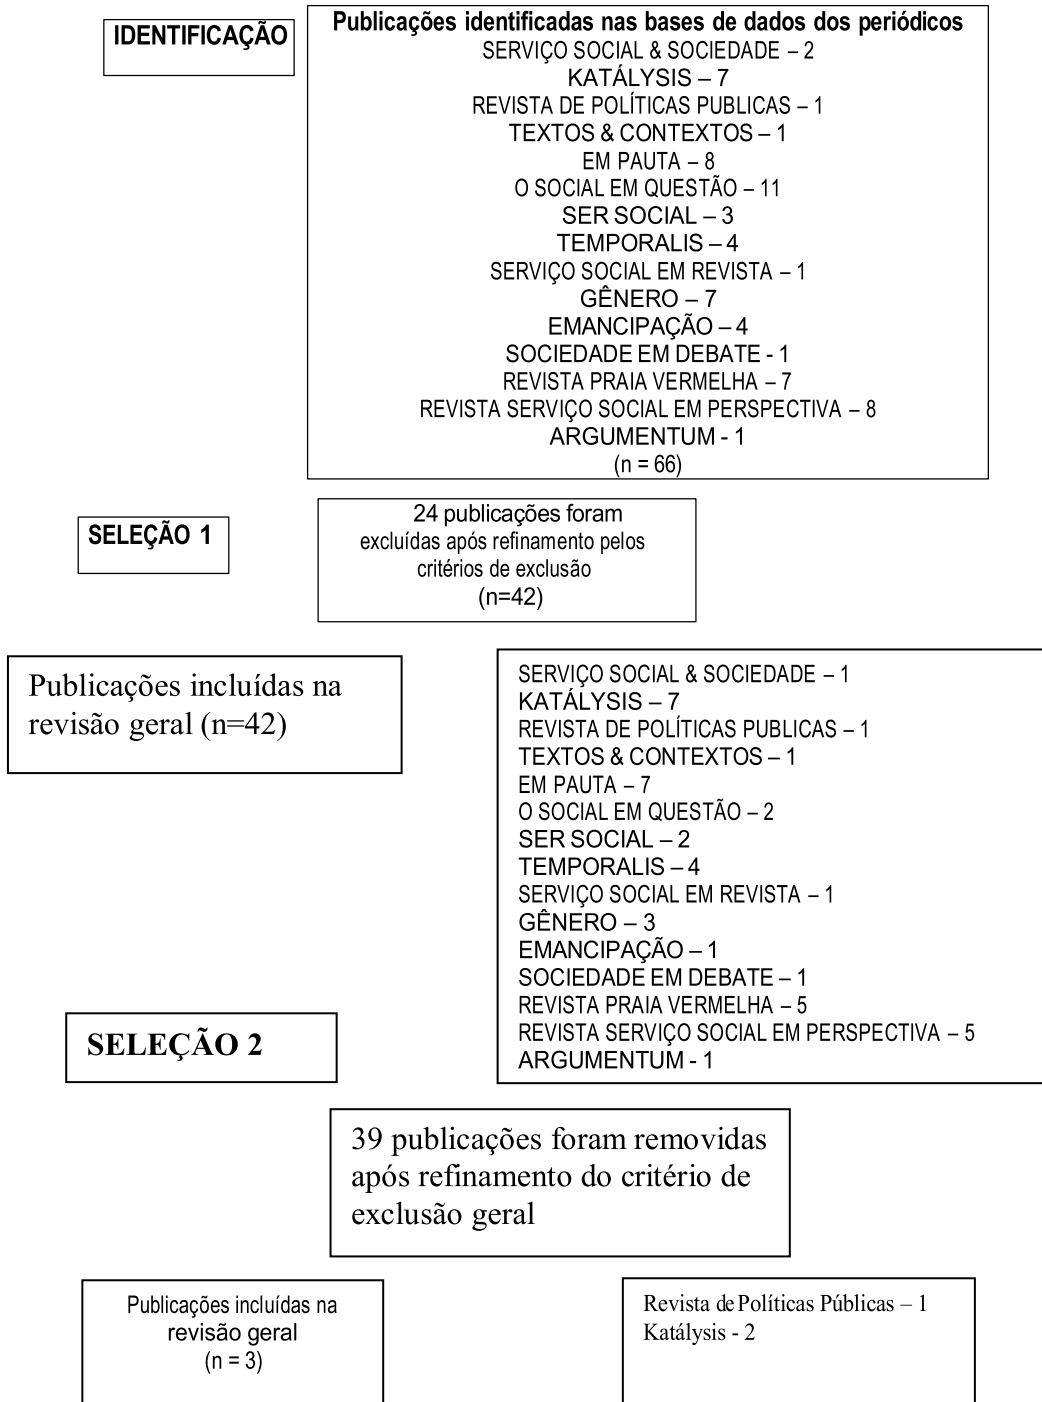 IDENTIFICAÇÃO
Publicações identificadas nas bases de dados dos periódicos
SERVIÇO SOCIAL & SOCIEDADE – 2
KATÁLYSIS – 7
REVISTA DE POLÍTICAS PUBLICAS – 1
TEXTOS & CONTEXTOS – 1
EM PAUTA – 8
O SOCIAL EM QUESTÃO – 11
SER SOCIAL – 3
TEMPORALIS – 4
SERVIÇO SOCIAL EM REVISTA – 1
GÊNERO – 7
EMANCIPAÇÃO – 4
SOCIEDADE EM DEBATE - 1
REVISTA PRAIA VERMELHA – 7
REVISTA SERVIÇO SOCIAL EM PERSPECTIVA – 8
ARGUMENTUM - 1
(n = 66)
SELEÇÃO 1
24 publicações foram
excluídas após refinamento pelos
critérios de exclusão
(n=42)
Publicações incluídas na
revisão geral (n=42)
SERVIÇO SOCIAL & SOCIEDADE – 1
KATÁLYSIS – 7
REVISTA DE POLÍTICAS PUBLICAS – 1
TEXTOS & CONTEXTOS – 1
EM PAUTA – 7
O SOCIAL EM QUESTÃO – 2
SER SOCIAL – 2
TEMPORALIS – 4
SERVIÇO SOCIAL EM REVISTA – 1
GÊNERO – 3
EMANCIPAÇÃO – 1
SOCIEDADE EM DEBATE – 1
REVISTA PRAIA VERMELHA – 5
REVISTA SERVIÇO SOCIAL EM PERSPECTIVA – 5
ARGUMENTUM - 1
SELEÇÃO 2
39 publicações foram removidas
após refinamento do critério de
exclusão geral
Publicações incluídas na
revisão geral
(n = 3)
Revista de Políticas Públicas – 1
Katálysis - 2